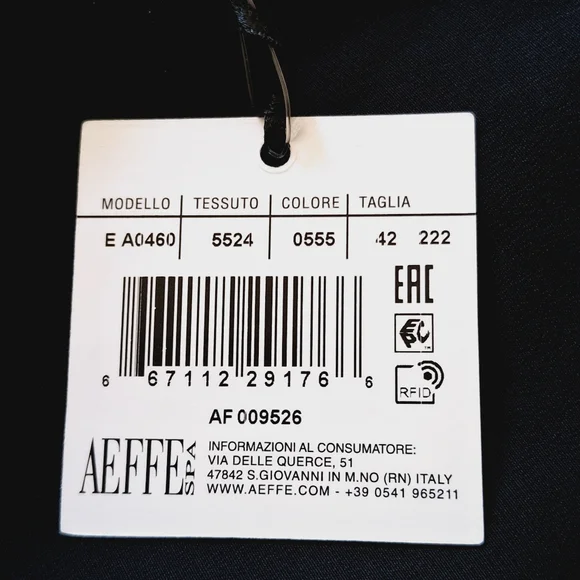 MODELLO TESSUTO COLORE TAGLIA
E A0460 5524 0555 42 222
EAC
EPC
RFID
6 67112 29176 6
AF 009526
AEFFE SPA
INFORMAZIONI AL CONSUMATORE:
VIA DELLE QUERCE, 51
47842 S.GIOVANNI IN M.NO (RN) ITALY
WWW.AEFFE.COM - +39 0541 965211